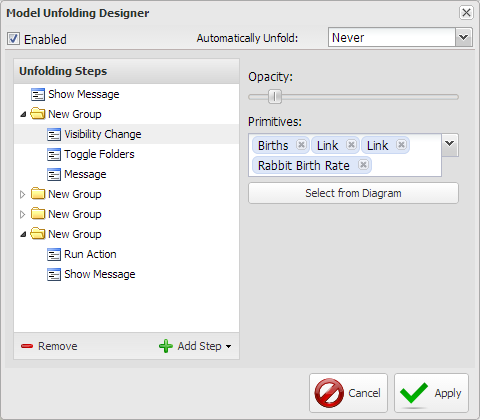 Model Unfolding Designer
Enabled
Automatically Unfold:
Never
Unfolding Steps
Show Message
New Group
Visibility Change
Toggle Folders
Message
New Group
New Group
New Group
Run Action
Show Message
Remove
Add Step
Opacity:
Primitives:
Births Link Link
Rabbit Birth Rate
Select from Diagram
Cancel
Apply